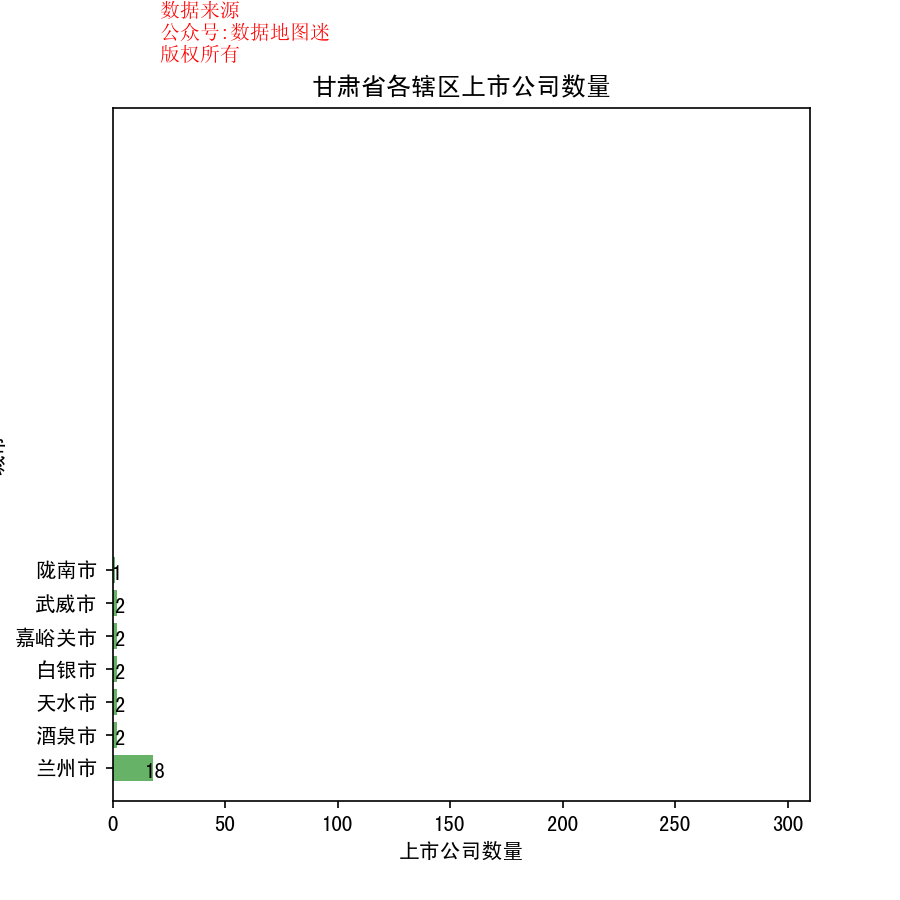 数据来源
公众号:数据地图迷
版权所有
甘肃省各辖区上市公司数量
陇南市 1
武威市 2
嘉峪关市 2
白银市 2
天水市 2
酒泉市 2
兰州市 18
0 50 100 150 200 250 300
上市公司数量